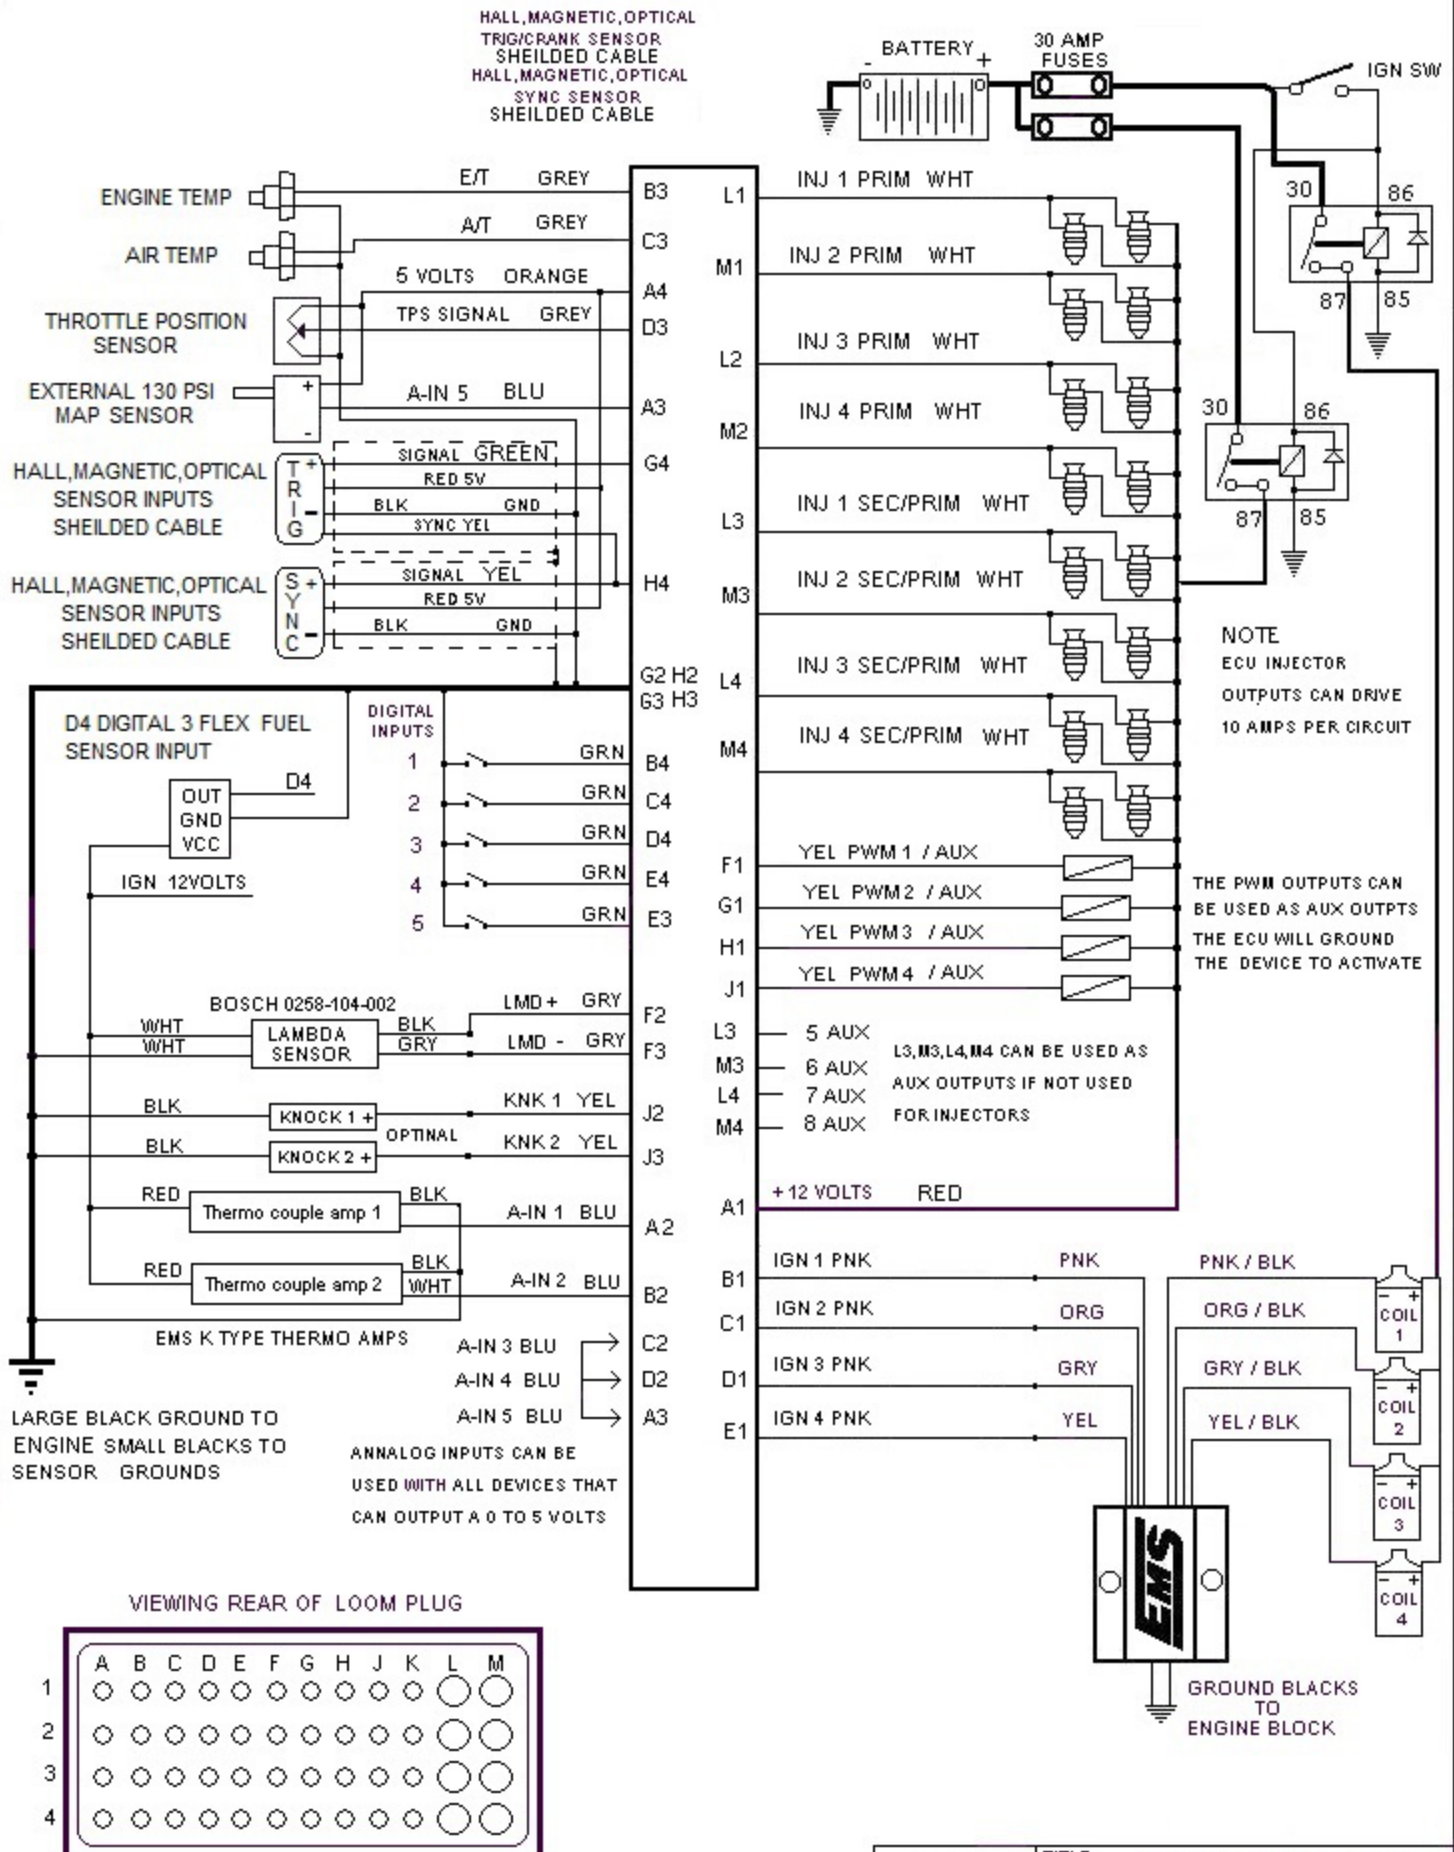 HALL,MAGNETIC,OPTICAL
TRIG/CRANK SENSOR
SHEILDED CABLE
HALL,MAGNETIC,OPTICAL
SYNC SENSOR
SHEILDED CABLE
- BATTERY +
30 AMP
FUSES
IGN SW
30 86
87 85
30 86
87 85
ENGINE TEMP
E/T GREY
B3
AIR TEMP
A/T GREY
C3
5 VOLTS ORANGE
A4
THROTTLE POSITION
SENSOR
TPS SIGNAL GREY
D3
EXTERNAL 130 PSI
MAP SENSOR
+
-
A-IN 5 BLU
A3
HALL,MAGNETIC,OPTICAL
SENSOR INPUTS
SHEILDED CABLE
TRIG
+
-
SIGNAL GREEN
G4
RED 5V
BLK GND
SYNC YEL
HALL,MAGNETIC,OPTICAL
SENSOR INPUTS
SHEILDED CABLE
SYNC
+
-
SIGNAL YEL
H4
RED 5V
BLK GND
G2 H2
G3 H3
D4 DIGITAL 3 FLEX FUEL
SENSOR INPUT
OUT
GND
VCC
D4
IGN 12VOLTS
DIGITAL
INPUTS
1 GRN B4
2 GRN C4
3 GRN D4
4 GRN E4
5 GRN E3
BOSCH 0258-104-002
LAMBDA
SENSOR
WHT
WHT
BLK
GRY
LMD + GRY F2
LMD - GRY F3
BLK KNOCK 1 + KNK 1 YEL J2
OPTINAL
BLK KNOCK 2 + KNK 2 YEL J3
RED Thermo couple amp 1 BLK
A-IN 1 BLU A2
RED Thermo couple amp 2 BLK
WHT A-IN 2 BLU B2
EMS K TYPE THERMO AMPS
A-IN 3 BLU C2
A-IN 4 BLU D2
A-IN 5 BLU A3
LARGE BLACK GROUND TO
ENGINE SMALL BLACKS TO
SENSOR GROUNDS
ANNALOG INPUTS CAN BE
USED WITH ALL DEVICES THAT
CAN OUTPUT A 0 TO 5 VOLTS
L1 INJ 1 PRIM WHT
M1 INJ 2 PRIM WHT
L2 INJ 3 PRIM WHT
M2 INJ 4 PRIM WHT
L3 INJ 1 SEC/PRIM WHT
M3 INJ 2 SEC/PRIM WHT
L4 INJ 3 SEC/PRIM WHT
M4 INJ 4 SEC/PRIM WHT
NOTE
ECU INJECTOR
OUTPUTS CAN DRIVE
10 AMPS PER CIRCUIT
F1 YEL PWM 1 / AUX
G1 YEL PWM 2 / AUX
H1 YEL PWM 3 / AUX
J1 YEL PWM 4 / AUX
THE PWM OUTPUTS CAN
BE USED AS AUX OUTPTS
THE ECU WILL GROUND
THE DEVICE TO ACTIVATE
L3 5 AUX
M3 6 AUX
L4 7 AUX
M4 8 AUX
L3,M3,L4,M4 CAN BE USED AS
AUX OUTPUTS IF NOT USED
FOR INJECTORS
A1 + 12 VOLTS RED
B1 IGN 1 PNK PNK PNK / BLK
C1 IGN 2 PNK ORG ORG / BLK
D1 IGN 3 PNK GRY GRY / BLK
E1 IGN 4 PNK YEL YEL / BLK
- +
COIL
1
- +
COIL
2
- +
COIL
3
- +
COIL
4
EMS
GROUND BLACKS
TO
ENGINE BLOCK
VIEWING REAR OF LOOM PLUG
A B C D E F G H J K L M
1
2
3
4